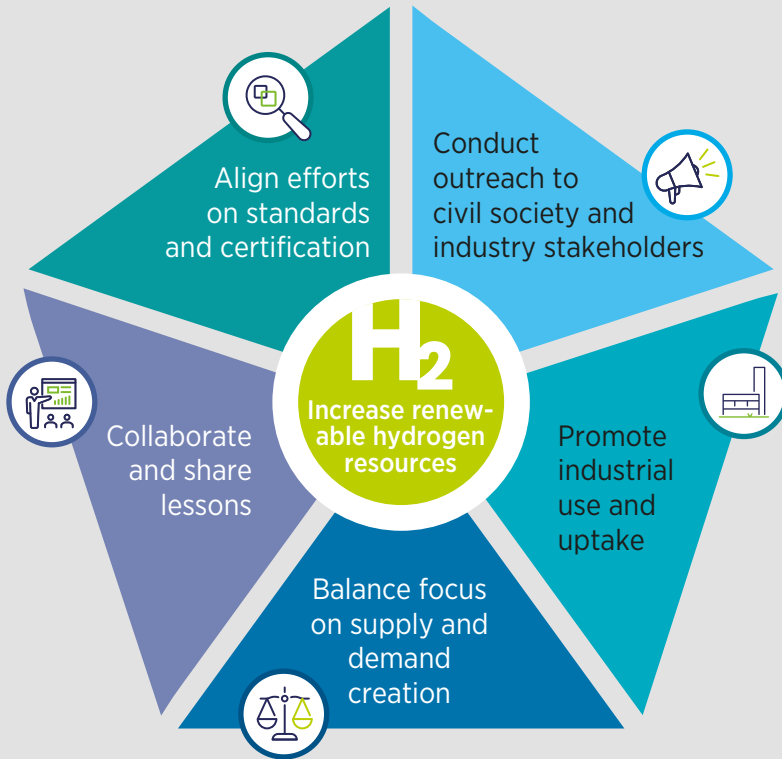 Align efforts
on standards
and certification
Conduct
outreach to
civil society and
industry stakeholders
H2
Increase renew-
able hydrogen
resources
Collaborate
and share
lessons
Promote
industrial
use and
uptake
Balance focus
on supply and
demand
creation